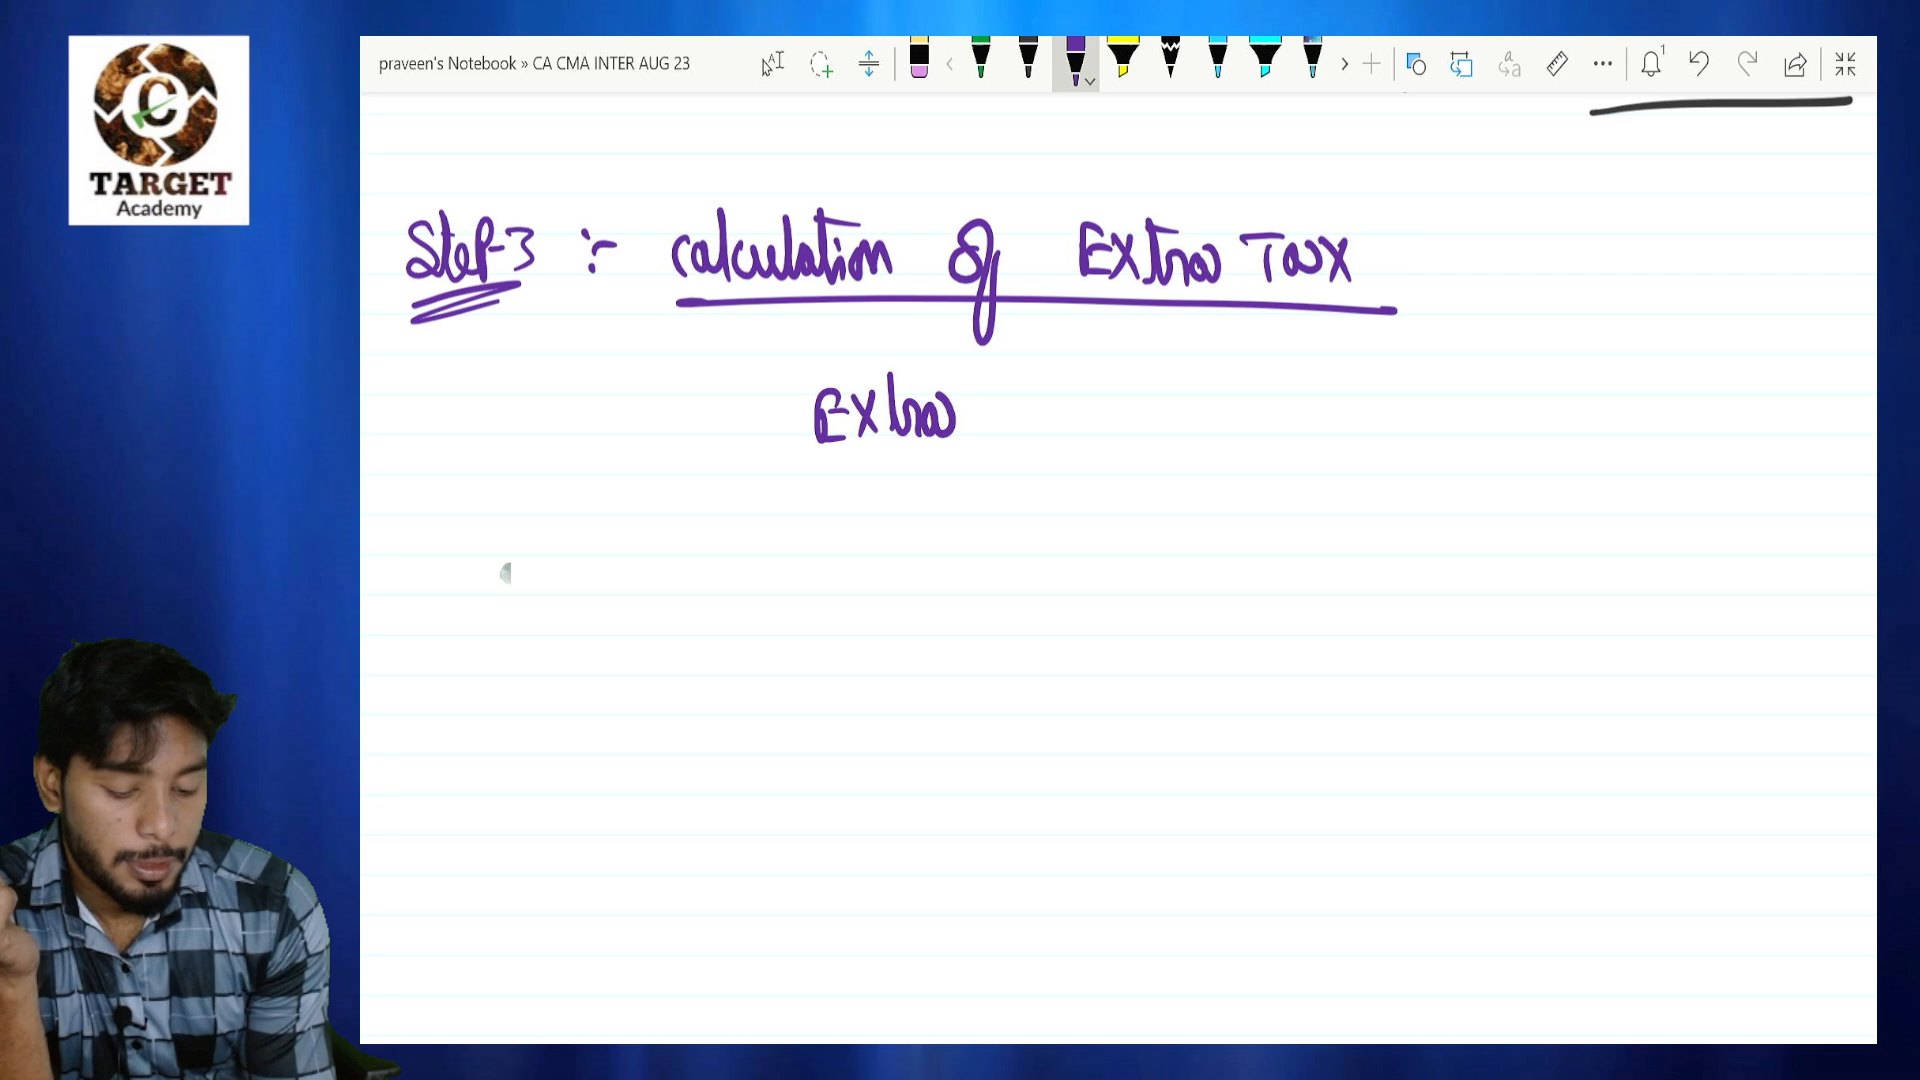 praveen's Notebook » CA CMA INTER AUG 23
C
TARGET
Academy
Step-3 :- calculation of Extra Tax
Extra